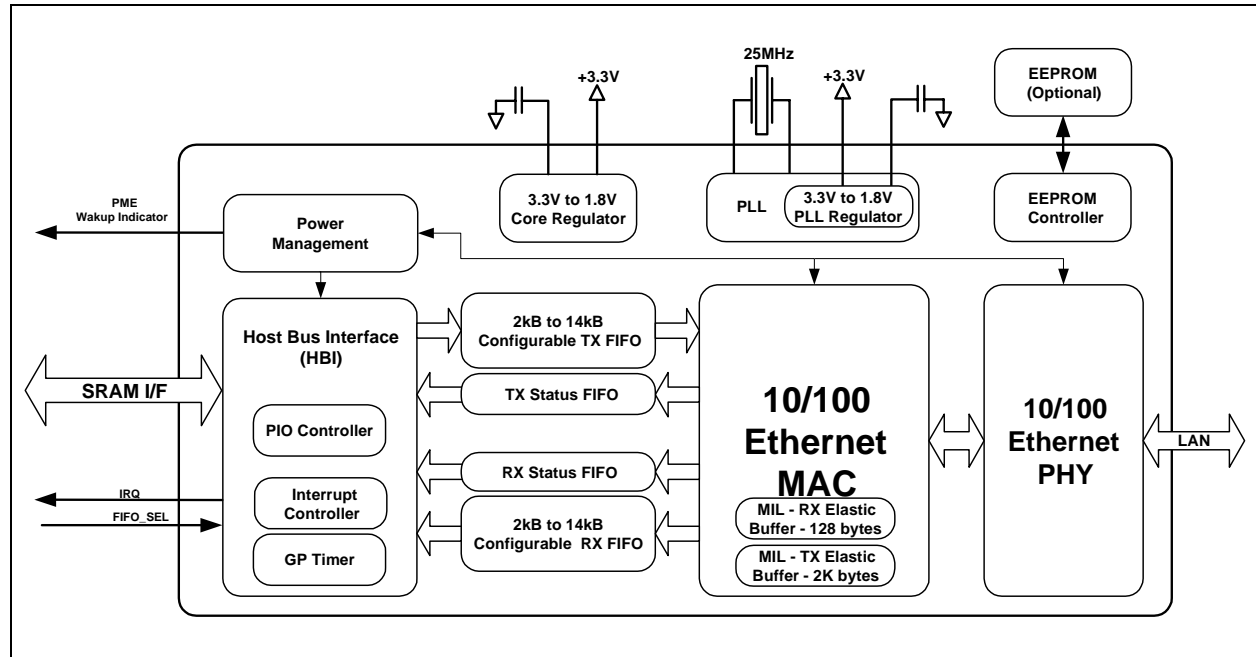 25MHz
+3.3V
+3.3V
EEPROM
(Optional)
PME
Wakup Indicator
Power
Management
3.3V to 1.8V
Core Regulator
PLL
3.3V to 1.8V
PLL Regulator
EEPROM
Controller
Host Bus Interface
(HBI)
2kB to 14kB
Configurable TX FIFO
SRAM I/F
TX Status FIFO
PIO Controller
10/100
Ethernet
MAC
10/100
Ethernet
PHY
LAN
RX Status FIFO
IRQ
FIFO_SEL
Interrupt
Controller
GP Timer
2kB to 14kB
Configurable RX FIFO
MIL - RX Elastic
Buffer - 128 bytes
MIL - TX Elastic
Buffer - 2K bytes